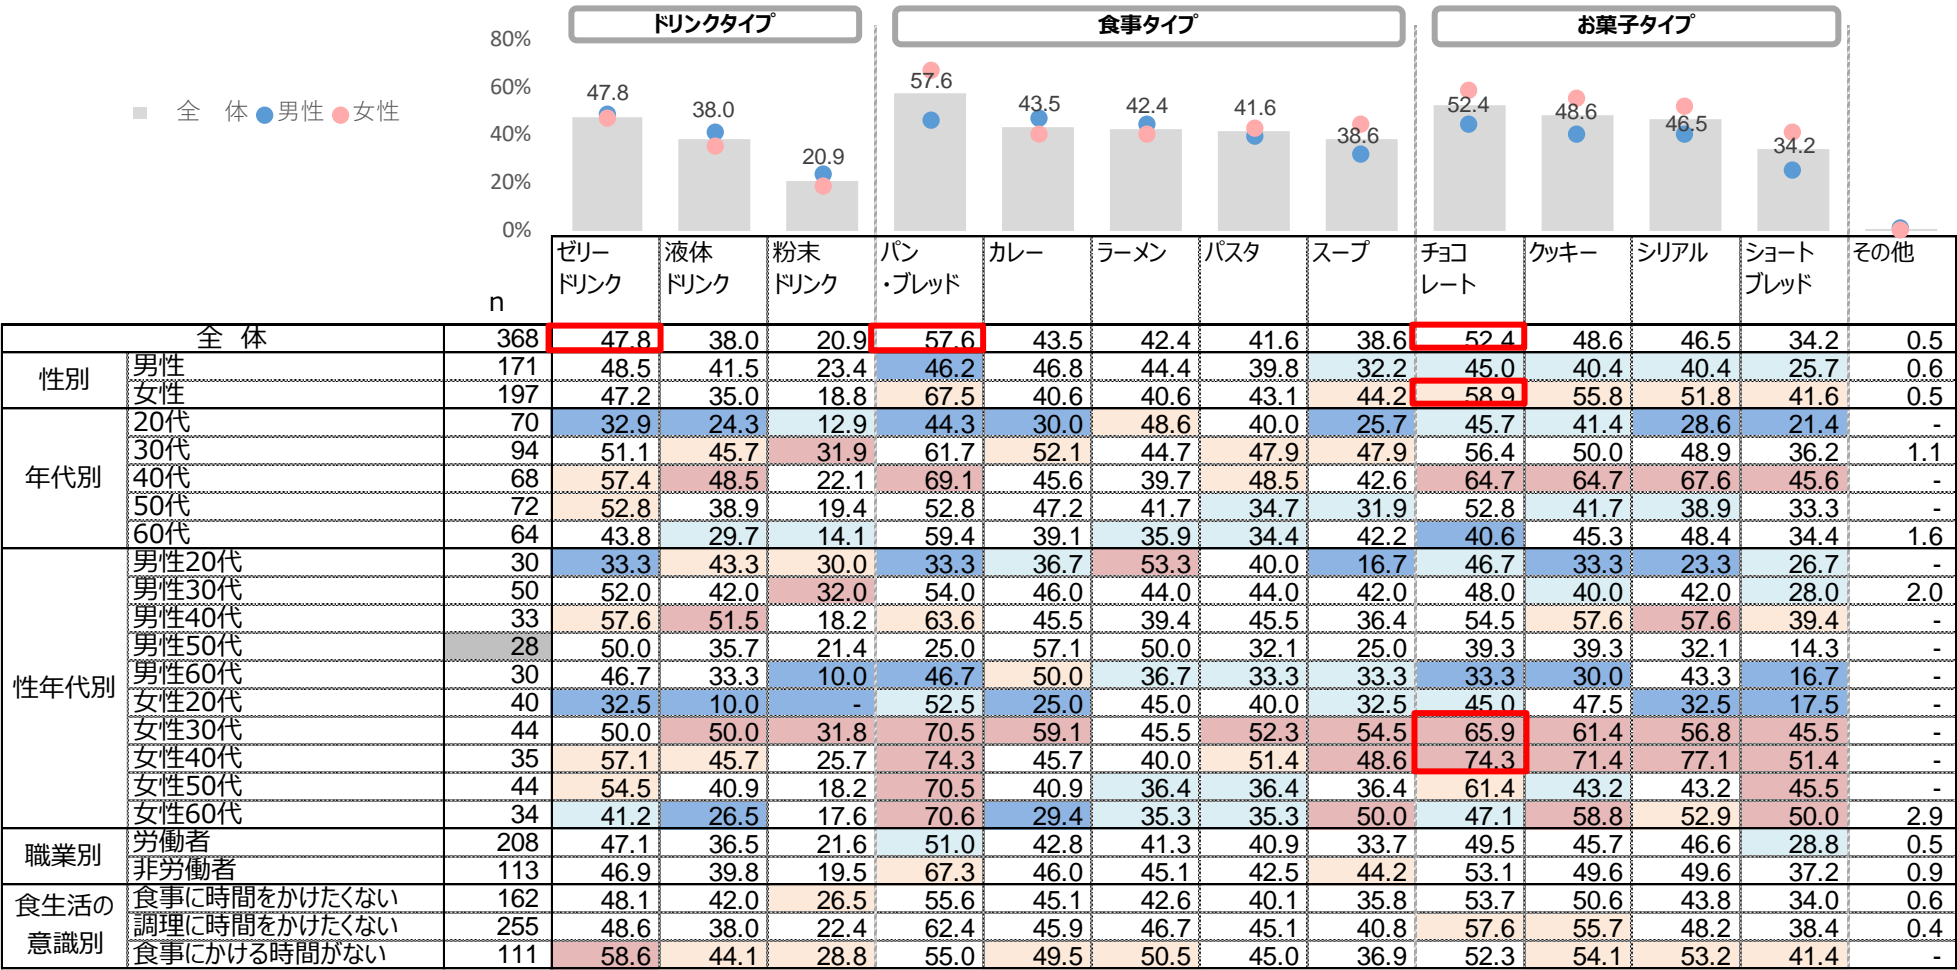 ドリンクタイプ 食事タイプ お菓子タイプ
80%
60%
40%
20%
0%
全 体 男性 女性
47.8 38.0 20.9 57.6 43.5 42.4 41.6 38.6 52.4 48.6 46.5 34.2
n ゼリー 液体 粉末 パン カレー ラーメン パスタ スープ チョコ クッキー シリアル ショート その他
ドリンク ドリンク ドリンク ・ブレッド レート ブレッド
全 体 368 47.8 38.0 20.9 57.6 43.5 42.4 41.6 38.6 52.4 48.6 46.5 34.2 0.5
性別
男性 171 48.5 41.5 23.4 46.2 46.8 44.4 39.8 32.2 45.0 40.4 40.4 25.7 0.6
女性 197 47.2 35.0 18.8 67.5 40.6 40.6 43.1 44.2 58.9 55.8 51.8 41.6 0.5
年代別
20代 70 32.9 24.3 12.9 44.3 30.0 48.6 40.0 25.7 45.7 41.4 28.6 21.4 -
30代 94 51.1 45.7 31.9 61.7 52.1 44.7 47.9 47.9 56.4 50.0 48.9 36.2 1.1
40代 68 57.4 48.5 22.1 69.1 45.6 39.7 48.5 42.6 64.7 64.7 67.6 45.6 -
50代 72 52.8 38.9 19.4 52.8 47.2 41.7 34.7 31.9 52.8 41.7 38.9 33.3 -
60代 64 43.8 29.7 14.1 59.4 39.1 35.9 34.4 42.2 40.6 45.3 48.4 34.4 1.6
性年代別
男性20代 30 33.3 43.3 30.0 33.3 36.7 53.3 40.0 16.7 46.7 33.3 23.3 26.7 -
男性30代 50 52.0 42.0 32.0 54.0 46.0 44.0 44.0 42.0 48.0 40.0 42.0 28.0 2.0
男性40代 33 57.6 51.5 18.2 63.6 45.5 39.4 45.5 36.4 54.5 57.6 57.6 39.4 -
男性50代 28 50.0 35.7 21.4 25.0 57.1 50.0 32.1 25.0 39.3 39.3 32.1 14.3 -
男性60代 30 46.7 33.3 10.0 46.7 50.0 36.7 33.3 33.3 33.3 30.0 43.3 16.7 -
女性20代 40 32.5 10.0 - 52.5 25.0 45.0 40.0 32.5 45.0 47.5 32.5 17.5 -
女性30代 44 50.0 50.0 31.8 70.5 59.1 45.5 52.3 54.5 65.9 61.4 56.8 45.5 -
女性40代 35 57.1 45.7 25.7 74.3 45.7 40.0 51.4 48.6 74.3 71.4 77.1 51.4 -
女性50代 44 54.5 40.9 18.2 70.5 40.9 36.4 36.4 36.4 61.4 43.2 43.2 45.5 -
女性60代 34 41.2 26.5 17.6 70.6 29.4 35.3 35.3 50.0 47.1 58.8 52.9 50.0 2.9
職業別
労働者 208 47.1 36.5 21.6 51.0 42.8 41.3 40.9 33.7 49.5 45.7 46.6 28.8 0.5
非労働者 113 46.9 39.8 19.5 67.3 46.0 45.1 42.5 44.2 53.1 49.6 49.6 37.2 0.9
食生活の
意識別
食事に時間をかけたくない 162 48.1 42.0 26.5 55.6 45.1 42.6 40.1 35.8 53.7 50.6 43.8 34.0 0.6
調理に時間をかけたくない 255 48.6 38.0 22.4 62.4 45.9 46.7 45.1 40.8 57.6 55.7 48.2 38.4 0.4
食事にかける時間がない 111 58.6 44.1 28.8 55.0 49.5 50.5 45.0 36.9 52.3 54.1 53.2 41.4 -